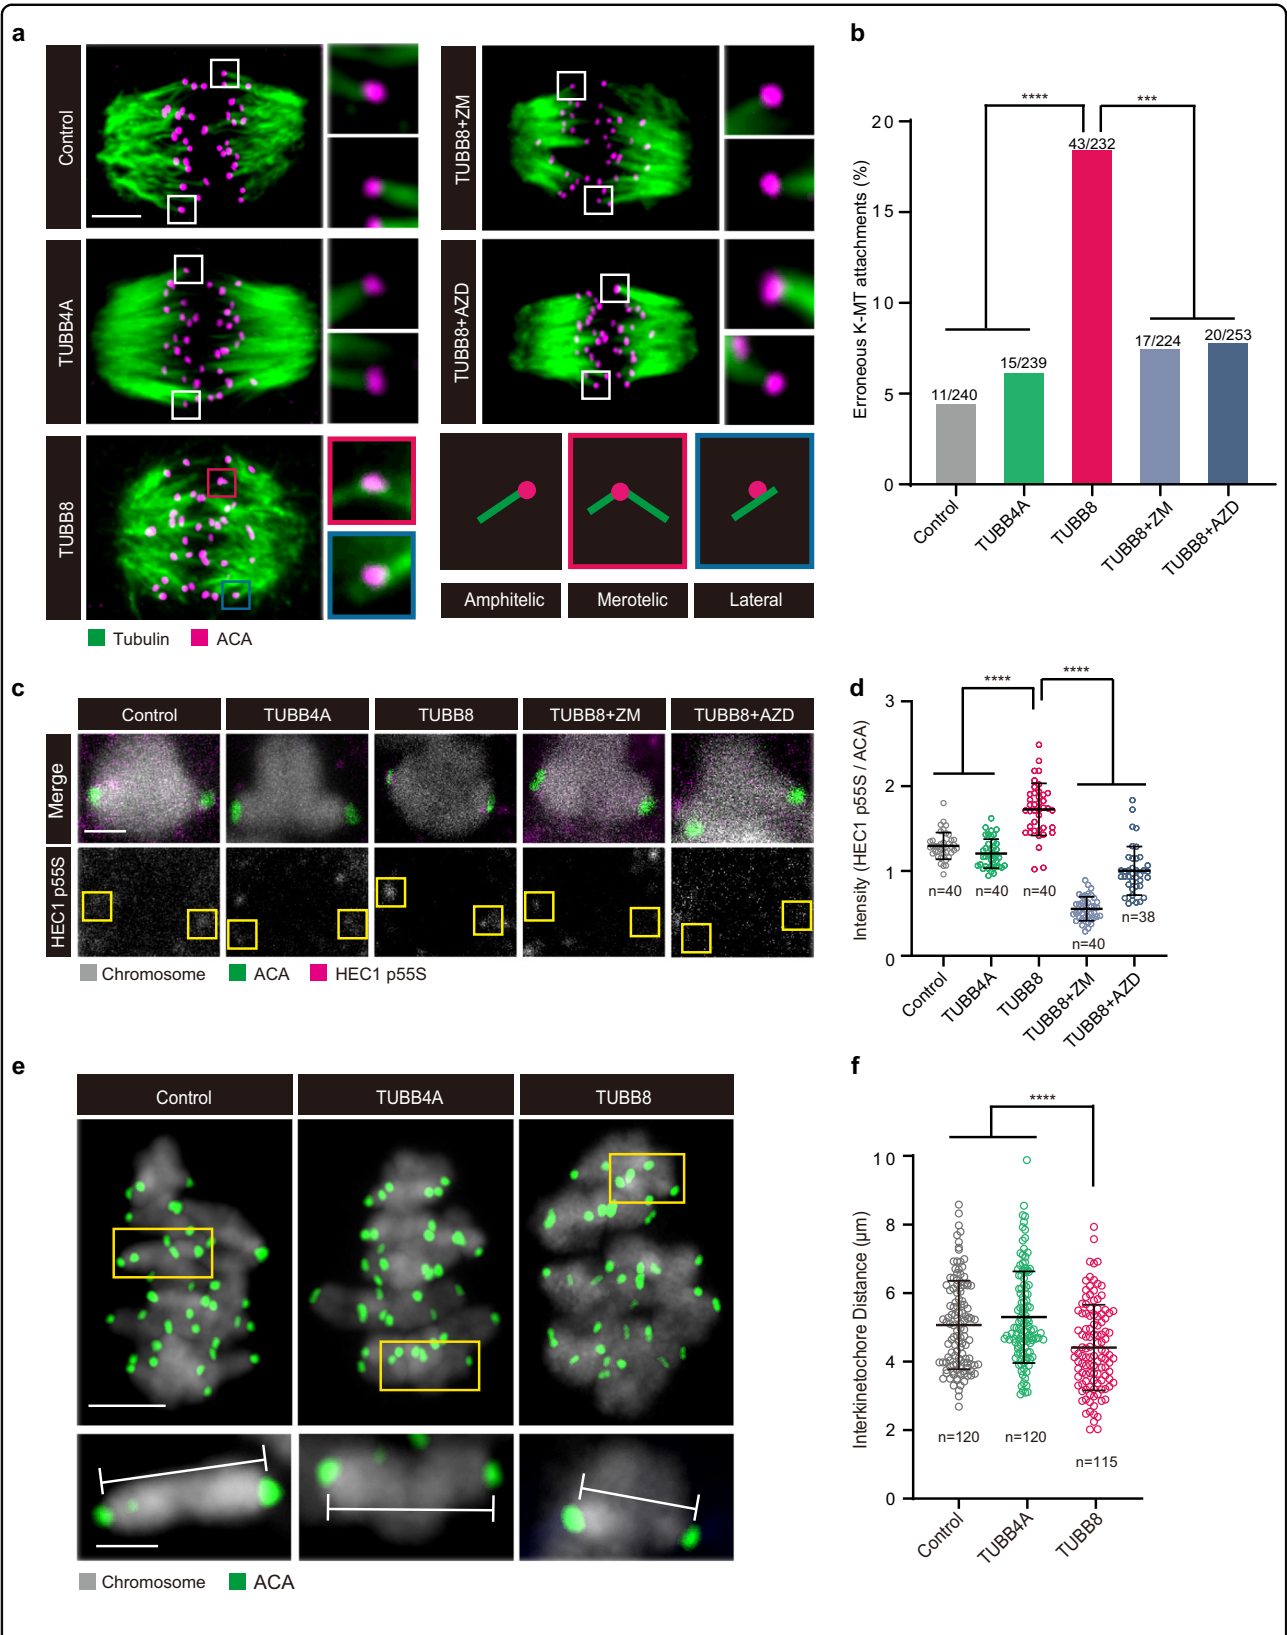 a
Control
TUBB4A
TUBB8
TUBB8+ZM
TUBB8+AZD
Amphitelic
Merotelic
Lateral
Tubulin
ACA
b
Erroneous K-MT attachments (%)
20
15
10
5
0
****
***
11/240
15/239
43/232
17/224
20/253
Control
TUBB4A
TUBB8
TUBB8+ZM
TUBB8+AZD
c
Control
TUBB4A
TUBB8
TUBB8+ZM
TUBB8+AZD
Merge
HEC1 p55S
Chromosome
ACA
HEC1 p55S
d
Intensity (HEC1 p55S / ACA)
3
2
1
0
****
****
n=40
n=40
n=40
n=40
n=38
Control
TUBB4A
TUBB8
TUBB8+ZM
TUBB8+AZD
e
Control
TUBB4A
TUBB8
Chromosome
ACA
f
Interkinetochore Distance (μm)
10
8
6
4
2
0
****
n=120
n=120
n=115
Control
TUBB4A
TUBB8